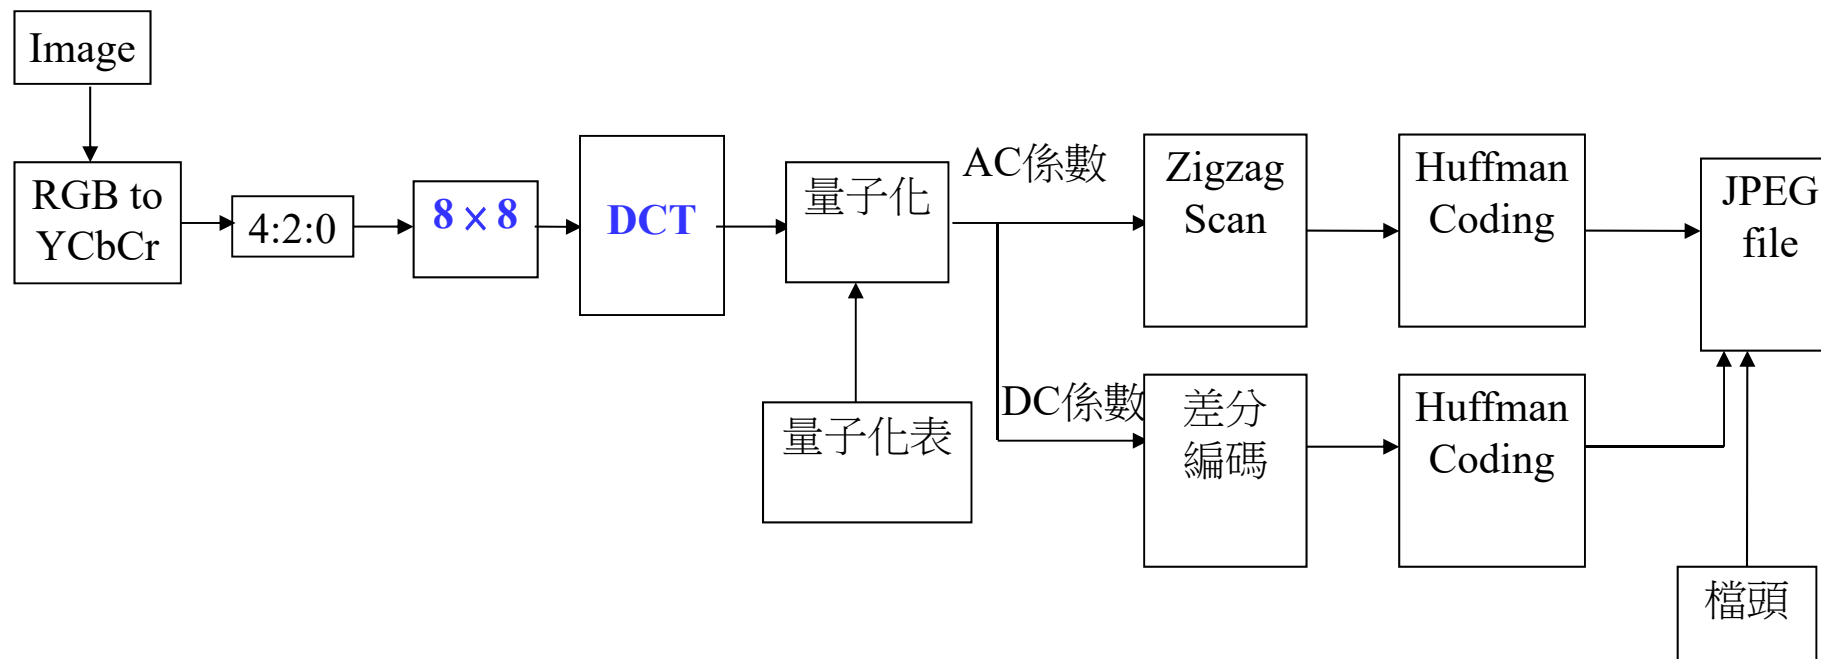 Image
RGB to
YCbCr
4:2:0
8 × 8
DCT
量子化
量子化表
AC係數
DC係數
Zigzag
Scan
Huffman
Coding
差分
編碼
Huffman
Coding
JPEG
file
檔頭